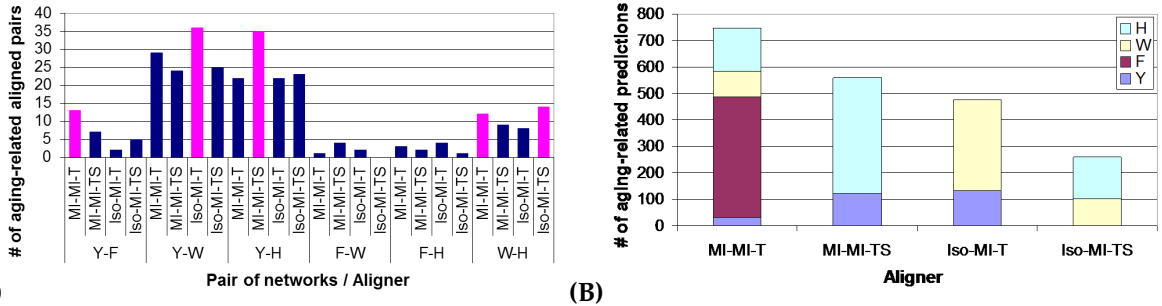 # of aging-related aligned pairs
40
35
30
25
20
15
10
5
0
MI-MI-T
MI-MI-TS
Iso-MI-T
Iso-MI-TS
MI-MI-T
MI-MI-TS
Iso-MI-T
Iso-MI-TS
MI-MI-T
MI-MI-TS
Iso-MI-T
Iso-MI-TS
MI-MI-T
MI-MI-TS
Iso-MI-T
Iso-MI-TS
MI-MI-T
MI-MI-TS
Iso-MI-T
Iso-MI-TS
MI-MI-T
MI-MI-TS
Iso-MI-T
Iso-MI-TS
Y-F Y-W Y-H F-W F-H W-H
Pair of networks / Aligner
)
(B)
# of aging-related predictions
800
700
600
500
400
300
200
100
0
H
W
F
Y
MI-MI-T MI-MI-TS Iso-MI-T Iso-MI-TS
Aligner